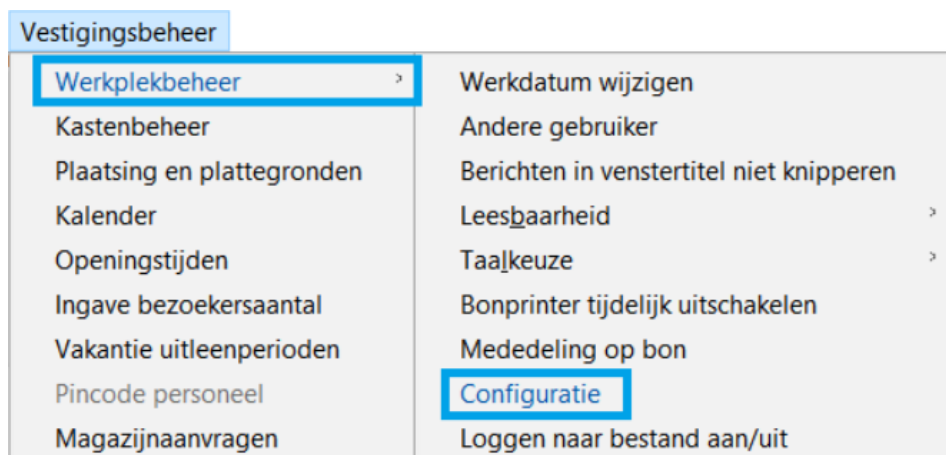 Vestigingsbeheer
Werkplekbeheer >
Kastenbeheer
Plaatsing en plattegronden
Kalender
Openingstijden
Ingave bezoekersaantal
Vakantie uitleenperioden
Pincode personeel
Magazijnaanvragen
Werkdatum wijzigen
Andere gebruiker
Berichten in venstertitel niet knipperen
Leesbaarheid >
Taalkeuze >
Bonprinter tijdelijk uitschakelen
Mededeling op bon
Configuratie
Loggen naar bestand aan/uit